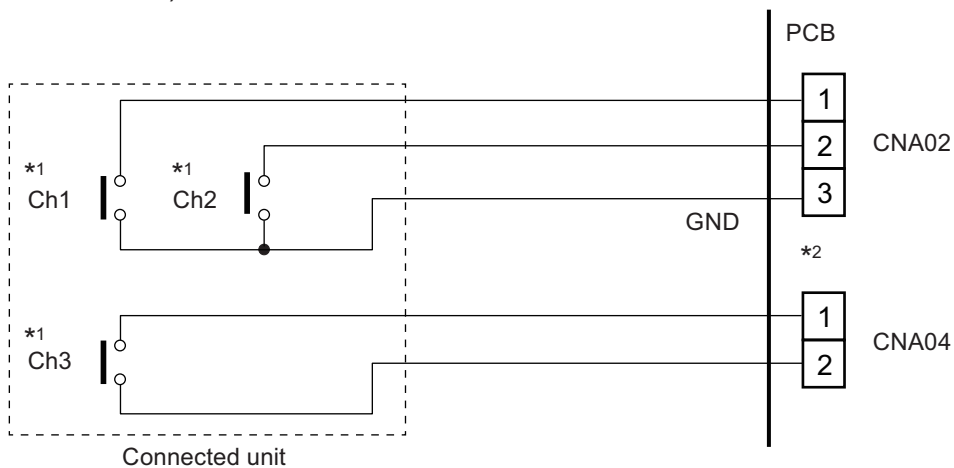 PCB
1
2
CNA02
3
*1
Ch1
*1
Ch2
GND
*2
1
2
CNA04
*1
Ch3
Connected unit